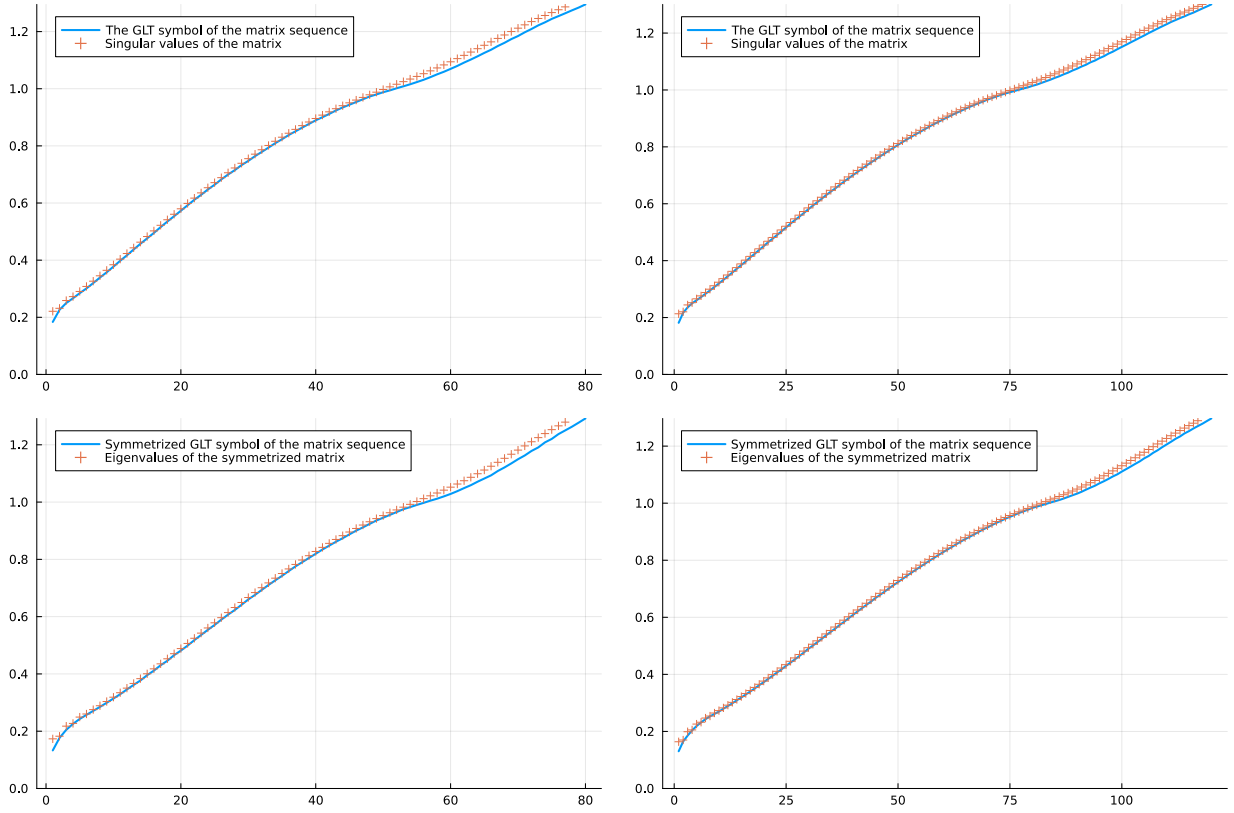 The GLT symbol of the matrix sequence
Singular values of the matrix
1.2
1.0
0.8
0.6
0.4
0.2
0.0
0 20 40 60 80
The GLT symbol of the matrix sequence
Singular values of the matrix
1.2
1.0
0.8
0.6
0.4
0.2
0.0
0 25 50 75 100
Symmetrized GLT symbol of the matrix sequence
Eigenvalues of the symmetrized matrix
1.2
1.0
0.8
0.6
0.4
0.2
0.0
0 20 40 60 80
Symmetrized GLT symbol of the matrix sequence
Eigenvalues of the symmetrized matrix
1.2
1.0
0.8
0.6
0.4
0.2
0.0
0 25 50 75 100